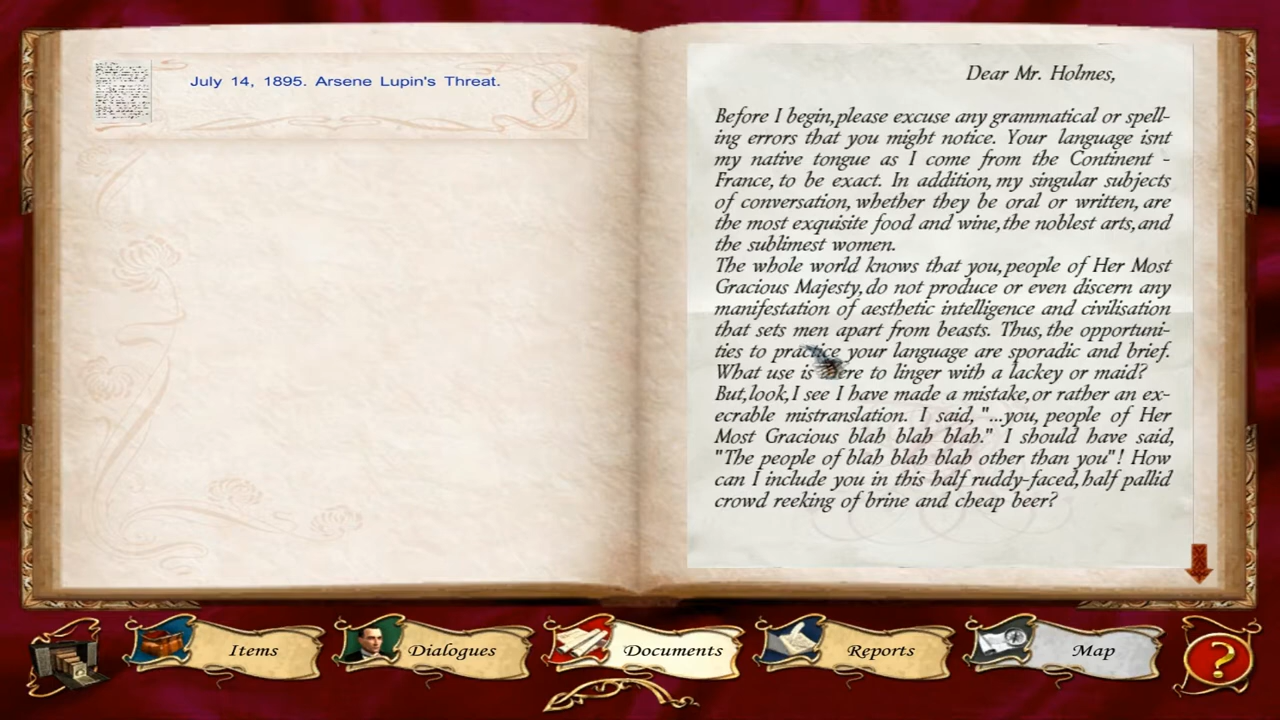 July 14, 1895. Arsene Lupin's Threat.
Dear Mr. Holmes,
Before I begin,please excuse any grammatical or spell-
ing errors that you might notice. Your language isnt
my native tongue as I come from the Continent -
France, to be exact. In addition, my singular subjects
of conversation, whether they be oral or written, are
the most exquisite food and wine,the noblest arts,and
the sublimest women.
The whole world knows that you,people of Her Most
Gracious Majesty,do not produce or even discern any
manifestation of aesthetic intelligence and civilisation
that sets men apart from beasts. Thus,the opportuni-
ties to practice your language are sporadic and brief.
What use is there to linger with a lackey or maid?
But,look,I see I have made a mistake,or rather an ex-
ecrable mistranslation. I said, "...you, people of Her
Most Gracious blah blah blah." I should have said,
"The people of blah blah blah other than you"! How
can I include you in this half ruddy-faced,half pallid
crowd reeking of brine and cheap beer?
Items
Dialogues
Documents
Reports
Map
?